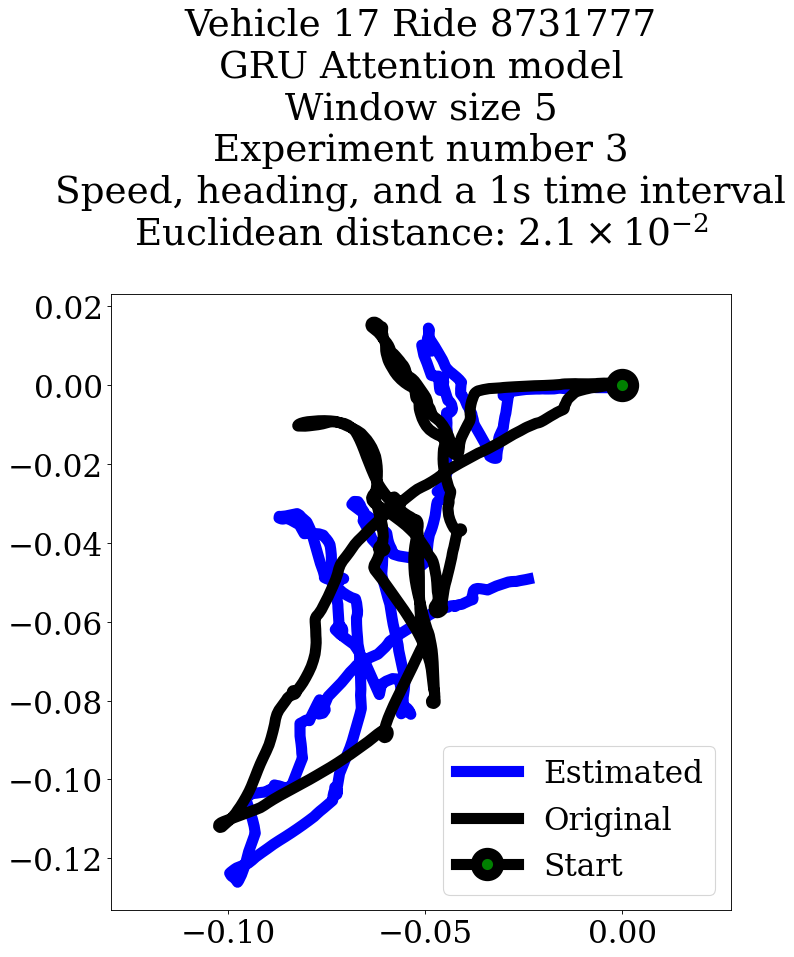 Vehicle 17 Ride 8731777
GRU Attention model
Window size 5
Experiment number 3
Speed, heading, and a 1s time interval
Euclidean distance: 2.1 × 10⁻²
0.02
0.00
−0.02
−0.04
−0.06
−0.08
−0.10
−0.12
Estimated
Original
Start
−0.10
−0.05
0.00